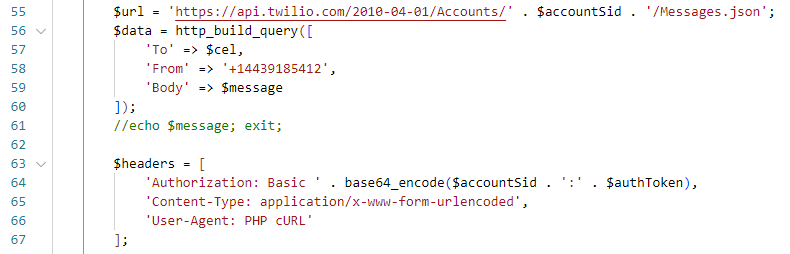 55 $url = 'https://api.twilio.com/2010-04-01/Accounts/' . $accountSid . '/Messages.json';
56 $data = http_build_query([
57 'To' => $cel,
58 'From' => '+14439185412',
59 'Body' => $message
60 ]);
61 //echo $message; exit;
62
63 $headers = [
64 'Authorization: Basic ' . base64_encode($accountSid . ':' . $authToken),
65 'Content-Type: application/x-www-form-urlencoded',
66 'User-Agent: PHP cURL'
67 ];